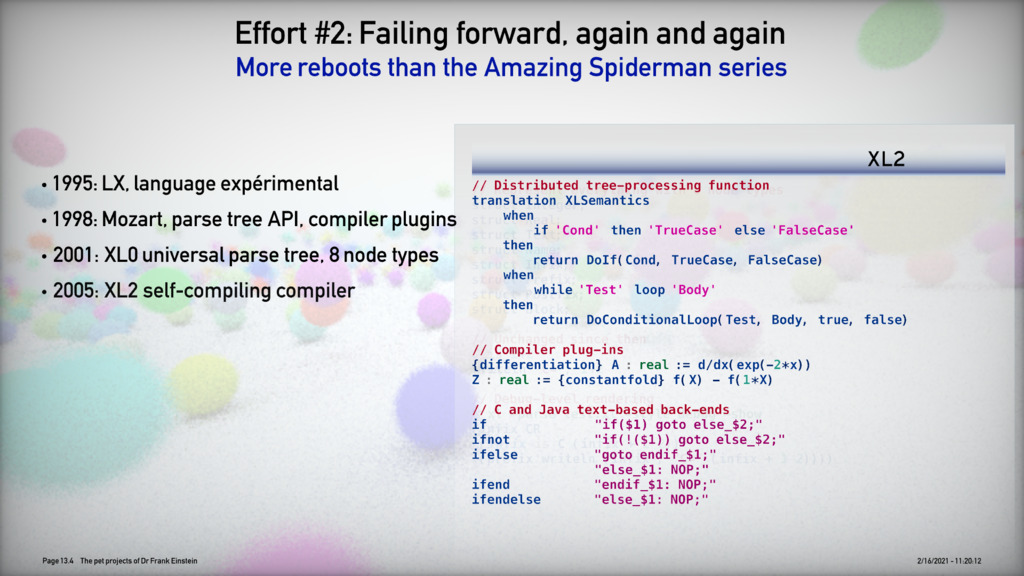 Effort #2: Failing forward, again and again
More reboots than the Amazing Spiderman series
• 1995: LX, language expérimental
• 1998: Mozart, parse tree API, compiler plugins
• 2001: XL0 universal parse tree, 8 node types
• 2005: XL2 self-compiling compiler
XL2
// Distributed tree-processing function
translation XLSemantics
when
if 'Cond' then 'TrueCase' else 'FalseCase'
then
return DoIf(Cond, TrueCase, FalseCase)
when
while 'Test' loop 'Body'
then
return DoConditionalLoop(Test, Body, true, false)
// Compiler plug-ins
{differentiation} A : real := d/dx(exp(-2*x))
Z : real := {constantfold} f(X) - f(1*X)
// C and Java text-based back-ends
if "if($1) goto else_$2;"
ifnot "if(!($1)) goto else_$2;"
ifelse "goto endif_$1;"
"else_$1: NOP;"
ifend "endif_$1: NOP;"
ifendelse "else_$1: NOP;"
Page 13.4 The pet projects of Dr Frank Einstein
2/16/2021 - 11:20:12